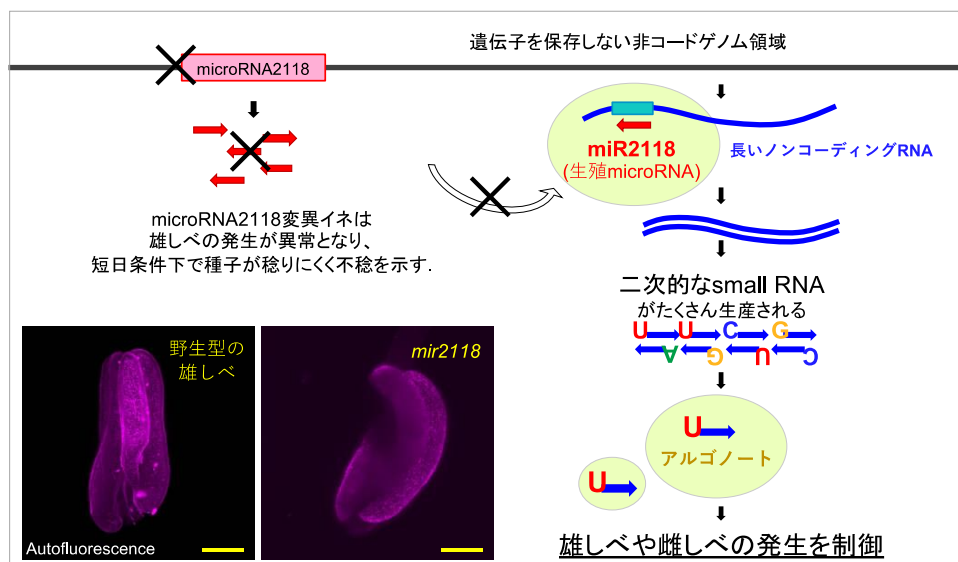 遺伝子を保存しない非コードゲノム領域
microRNA2118
miR2118
(生殖microRNA)
長いノンコーディングRNA
microRNA2118変異イネは
雄しべの発生が異常となり、
短日条件下で種子が稔りにくく不稔を示す.
二次的なsmall RNA
がたくさん生産される
U U C G
A G U C
野生型の
雄しべ
Autofluorescence
mir2118
U
アルゴノート
U
雄しべや雌しべの発生を制御